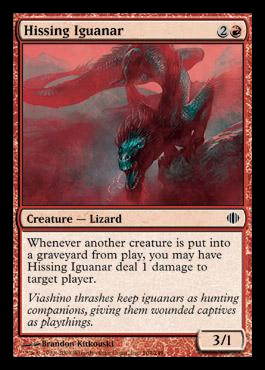 Hissing Iguanar 2
Creature — Lizard
Whenever another creature is put into
a graveyard from play, you may have
Hissing Iguanar deal 1 damage to
target player.
Viashino thrashes keep iguanars as hunting
companions, giving them wounded captives
as playthings.
Brandon Kitkouski
3/1